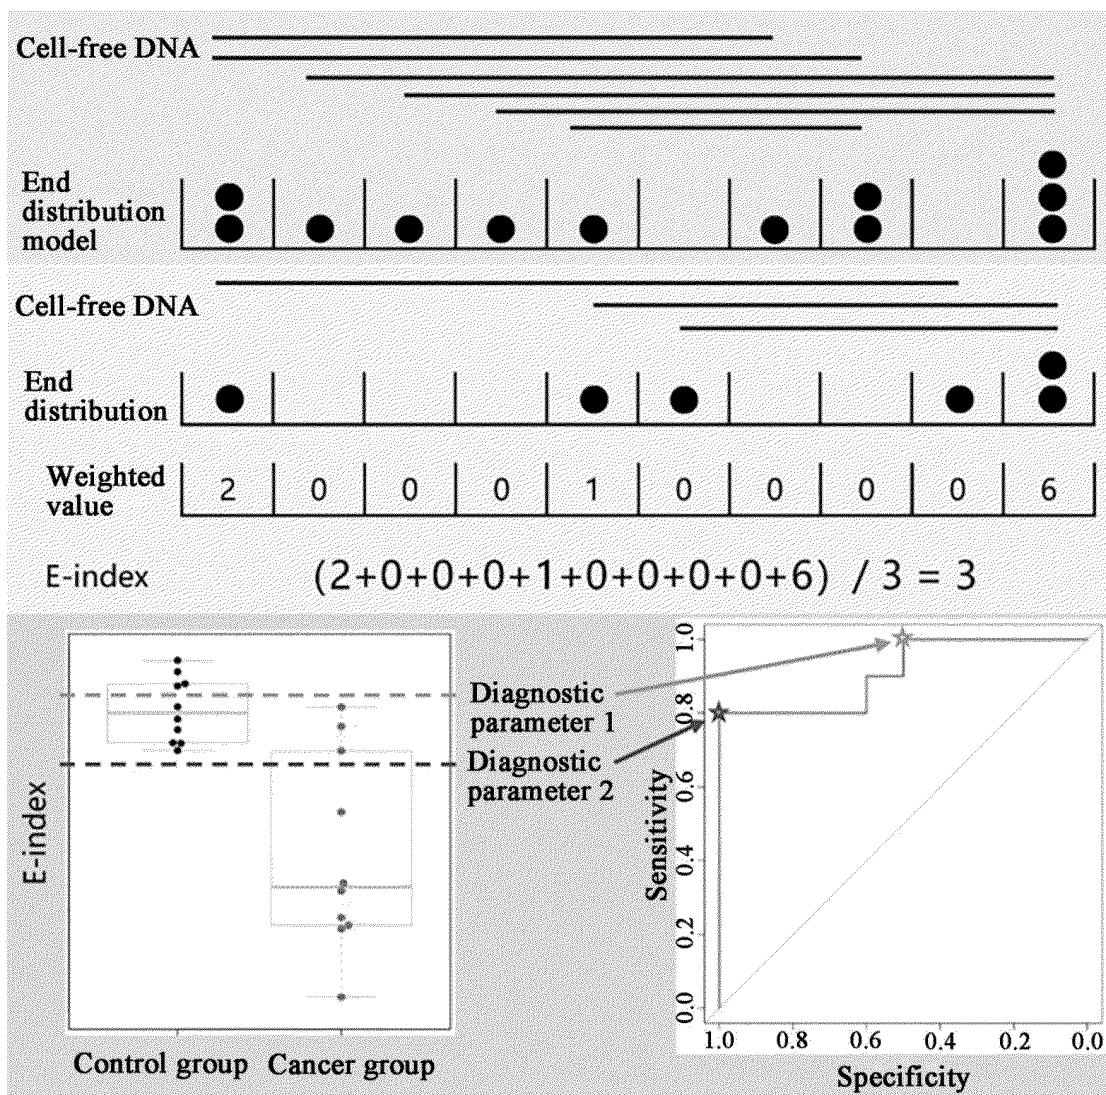 Cell-free DNA
End
distribution
model
Cell-free DNA
End
distribution
Weighted
value
2 0 0 0 1 0 0 0 0 6
E-index (2+0+0+0+1+0+0+0+0+6) / 3 = 3
E-index
Control group Cancer group
Diagnostic
parameter 1
Diagnostic
parameter 2
Sensitivity
1.0
0.8
0.6
0.4
0.2
0.0
1.0 0.8 0.6 0.4 0.2 0.0
Specificity